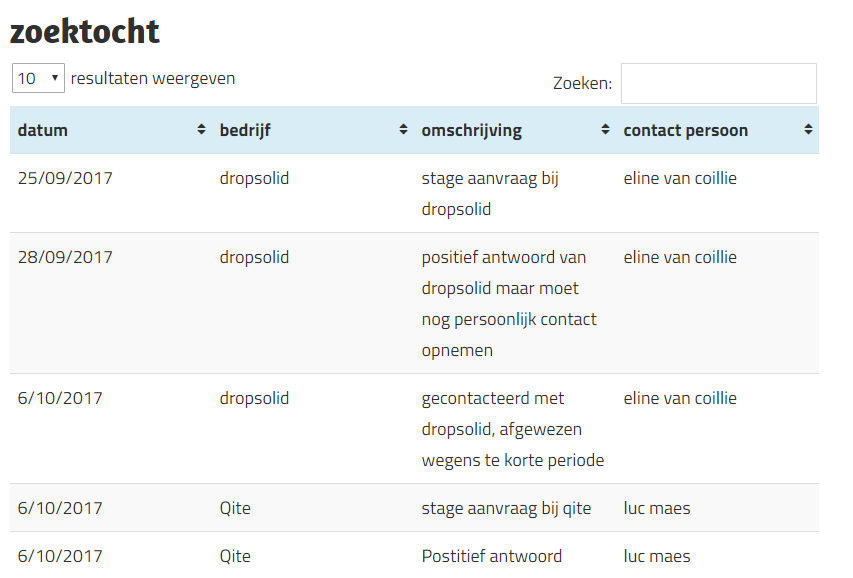 zoektocht
10 resultaten weergeven
Zoeken:
datum bedrijf omschrijving contact persoon
25/09/2017 dropsolid stage aanvraag bij eline van coillie
dropsolid
28/09/2017 dropsolid positief antwoord van eline van coillie
dropsolid maar moet
nog persoonlijk contact
opnemen
6/10/2017 dropsolid gecontacteerd met eline van coillie
dropsolid, afgewezen
wegens te korte periode
6/10/2017 Qite stage aanvraag bij qite luc maes
6/10/2017 Qite Postitief antwoord luc maes